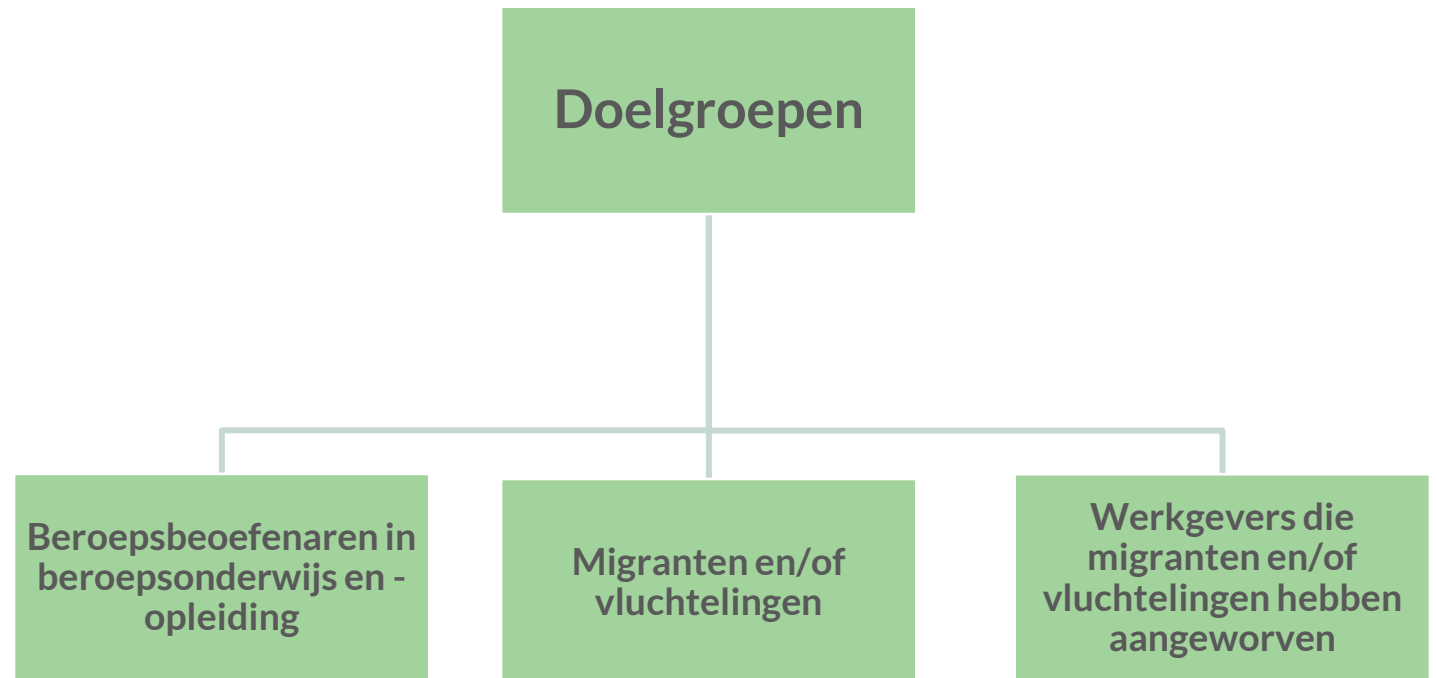 Doelgroepen
Beroepsbeoefenaren in
beroepsonderwijs en -
opleiding
Migranten en/of
vluchtelingen
Werkgevers die
migranten en/of
vluchtelingen hebben
aangeworven